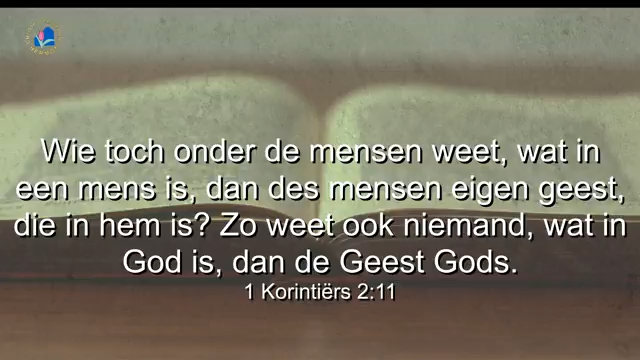 Wie toch onder de mensen weet, wat in
een mens is, dan des mensen eigen geest,
die in hem is? Zo weet ook niemand, wat in
God is, dan de Geest Gods.
1 Korintiërs 2:11